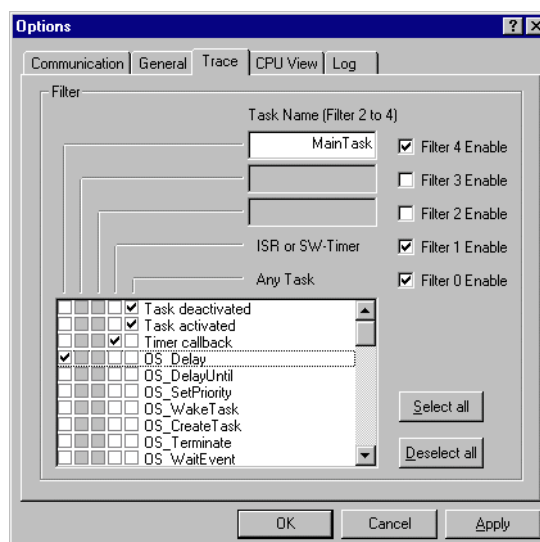 Options
Communication General Trace CPU View Log
Filter
Task Name (Filter 2 to 4)
MainTask Filter 4 Enable
Filter 3 Enable
Filter 2 Enable
ISR or SW-Timer Filter 1 Enable
Any Task Filter 0 Enable
Task deactivated
Task activated
Timer callback
OS_Delay
OS_DelayUntil
OS_SetPriority
OS_WakeTask
OS_CreateTask
OS_Terminate
OS_WaitEvent
Select all
Deselect all
OK Cancel Apply